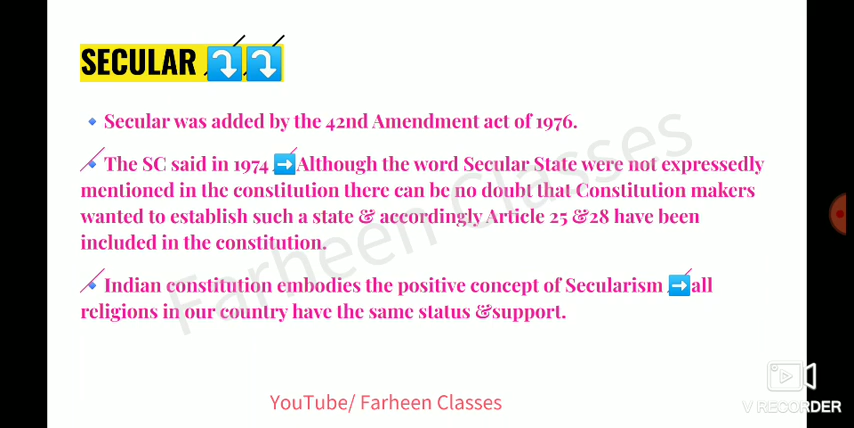 SECULAR
Secular was added by the 42nd Amendment act of 1976.
The SC said in 1974 ➡Although the word Secular State were not expressedly
mentioned in the constitution there can be no doubt that Constitution makers
wanted to establish such a state & accordingly Article 25 &28 have been
included in the constitution.
Indian constitution embodies the positive concept of Secularism ➡all
religions in our country have the same status &support.
Farheen Classes
YouTube/ Farheen Classes
V RECORDER